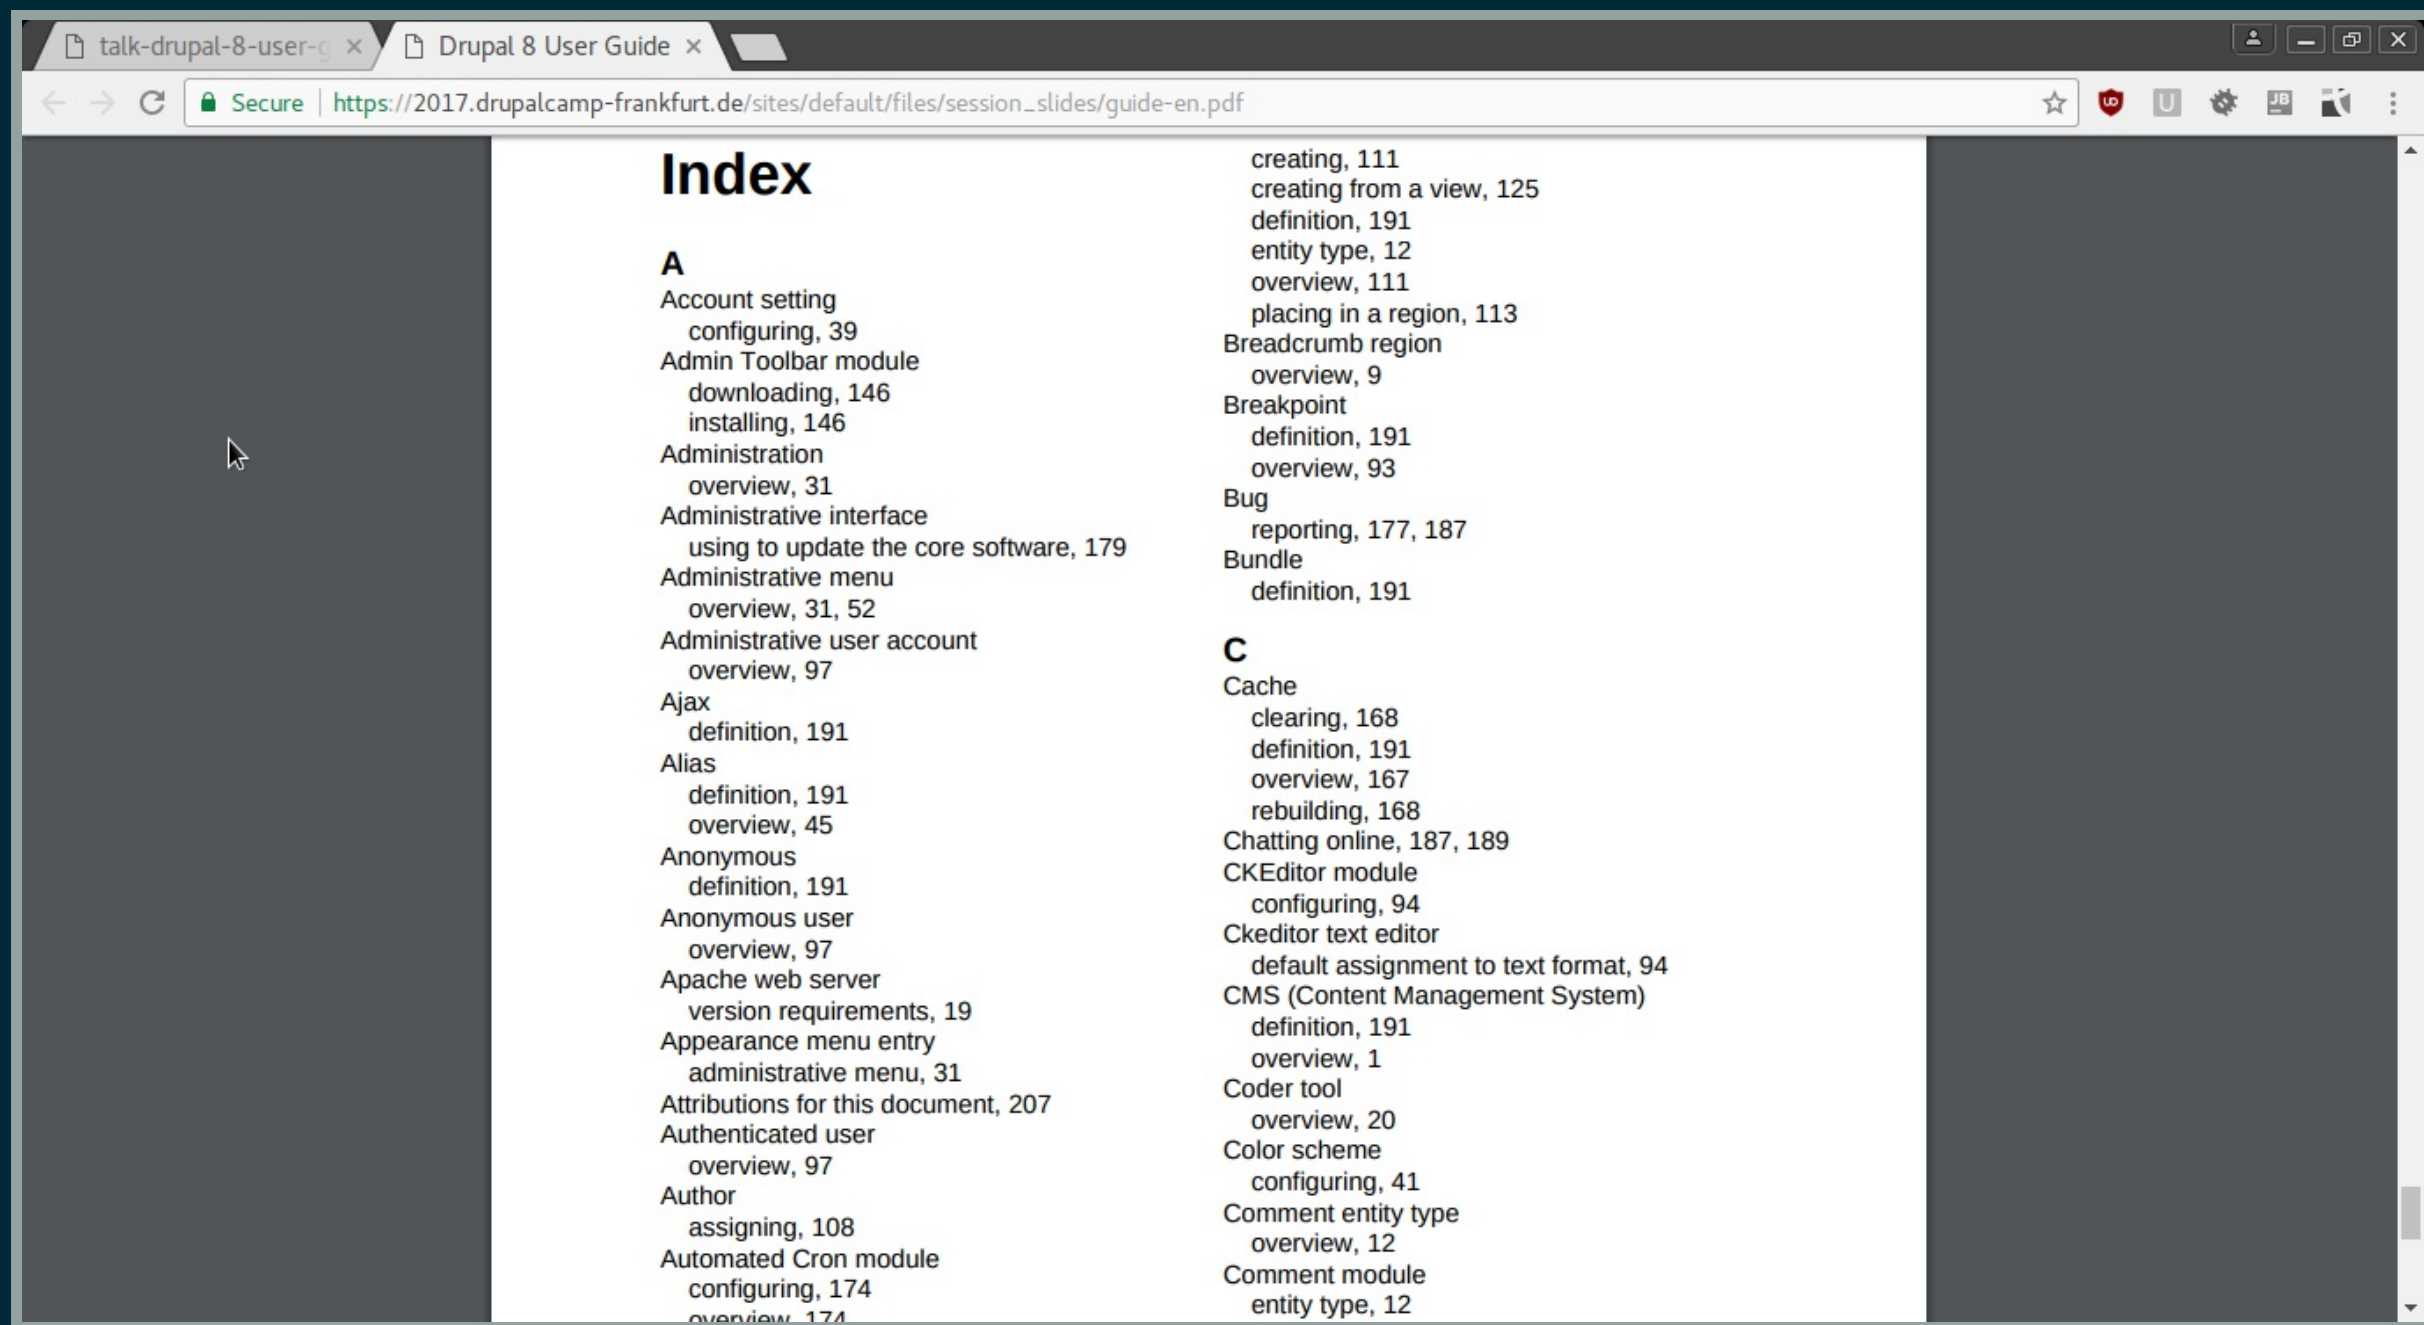 talk-drupal-8-user-g
Drupal 8 User Guide
Secure
https://2017.drupalcamp-frankfurt.de/sites/default/files/session_slides/guide-en.pdf
U
JB
Index
A
Account setting
configuring, 39
Admin Toolbar module
downloading, 146
installing, 146
Administration
overview, 31
Administrative interface
using to update the core software, 179
Administrative menu
overview, 31, 52
Administrative user account
overview, 97
Ajax
definition, 191
Alias
definition, 191
overview, 45
Anonymous
definition, 191
Anonymous user
overview, 97
Apache web server
version requirements, 19
Appearance menu entry
administrative menu, 31
Attributions for this document, 207
Authenticated user
overview, 97
Author
assigning, 108
Automated Cron module
configuring, 174
overview, 174
creating, 111
creating from a view, 125
definition, 191
entity type, 12
overview, 111
placing in a region, 113
Breadcrumb region
overview, 9
Breakpoint
definition, 191
overview, 93
Bug
reporting, 177, 187
Bundle
definition, 191
C
Cache
clearing, 168
definition, 191
overview, 167
rebuilding, 168
Chatting online, 187, 189
CKEditor module
configuring, 94
Ckeditor text editor
default assignment to text format, 94
CMS (Content Management System)
definition, 191
overview, 1
Coder tool
overview, 20
Color scheme
configuring, 41
Comment entity type
overview, 12
Comment module
entity type, 12